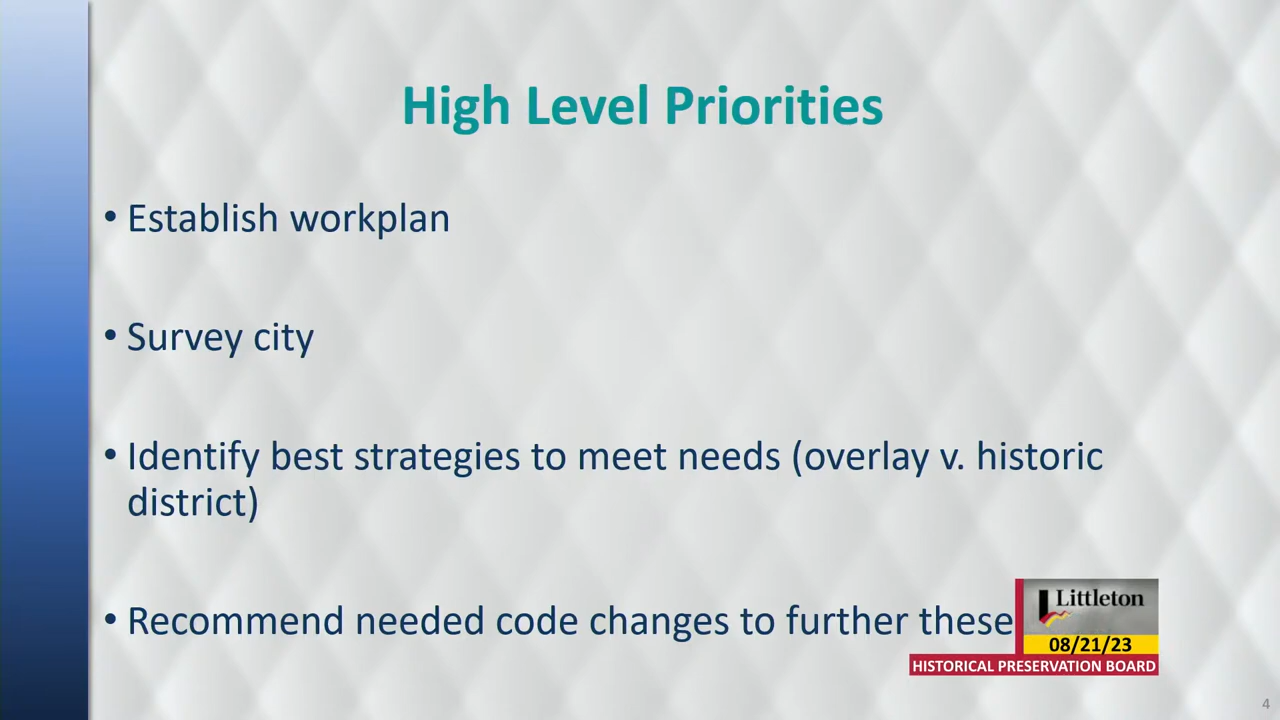 High Level Priorities
• Establish workplan
• Survey city
• Identify best strategies to meet needs (overlay v. historic
district)
• Recommend needed code changes to further these
Littleton
08/21/23
HISTORICAL PRESERVATION BOARD
4